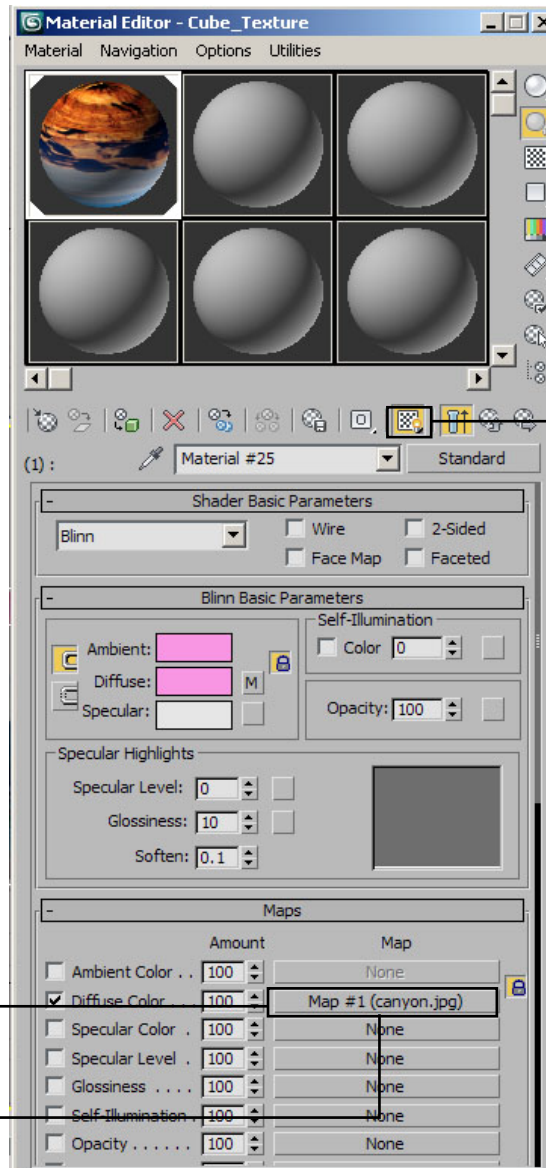 Material Editor - Cube_Texture
Material Navigation Options Utilities
(1) : Material #25 Standard
- Shader Basic Parameters
Blinn Wire 2-Sided
Face Map Faceted
- Blinn Basic Parameters
Self-Illumination
Ambient: Color 0
Diffuse: M
Specular: Opacity: 100
Specular Highlights
Specular Level: 0
Glossiness: 10
Soften: 0.1
- Maps
Amount Map
Ambient Color . . 100 None
Diffuse Color . . . 100 Map #1 (canyon.jpg)
Specular Color . 100 None
Specular Level . 100 None
Glossiness . . . . 100 None
Self-Illumination . 100 None
Opacity . . . . . . 100 None